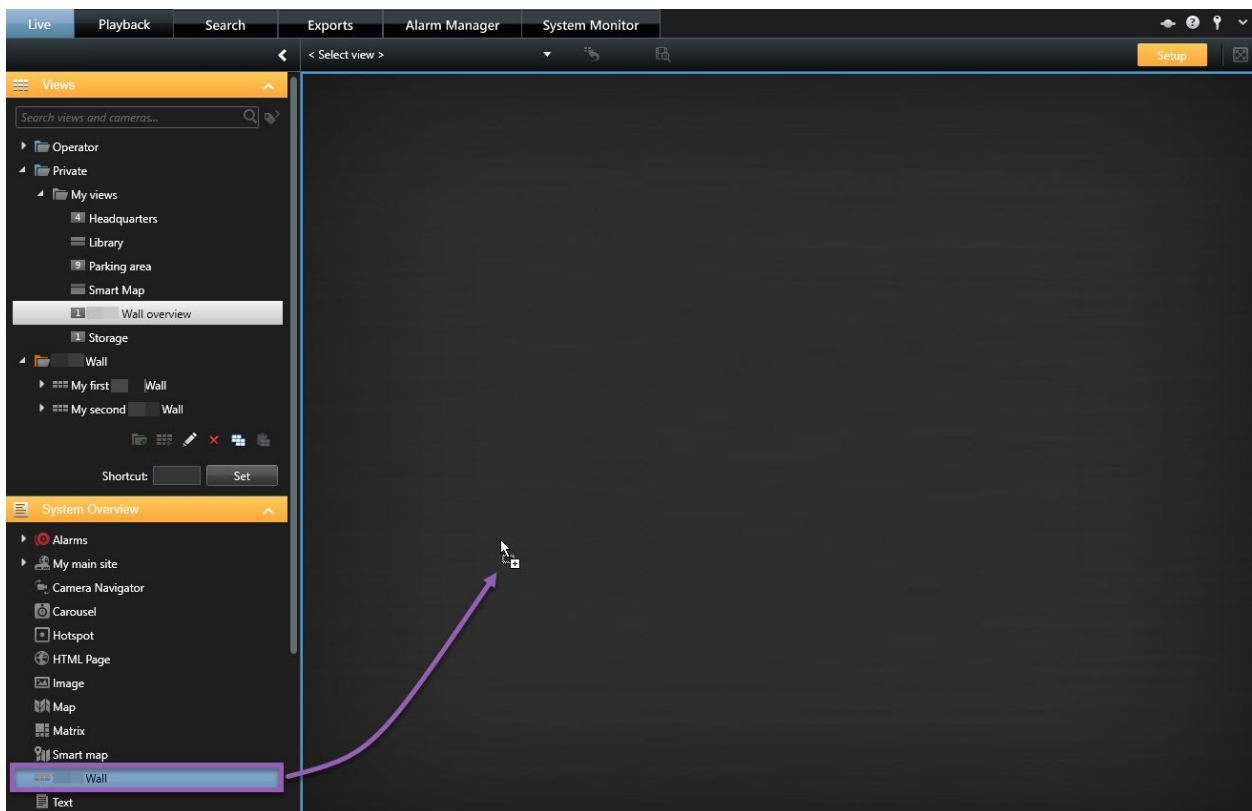 Live Playback Search Exports Alarm Manager System Monitor
< Select view > Setup
Views
Search views and cameras...
Operator
Private
My views
4 Headquarters
Library
9 Parking area
Smart Map
1 Wall overview
1 Storage
Wall
My first Wall
My second Wall
Shortcut: Set
System Overview
Alarms
My main site
Camera Navigator
Carousel
Hotspot
HTML Page
Image
Map
Matrix
Smart map
Wall
Text